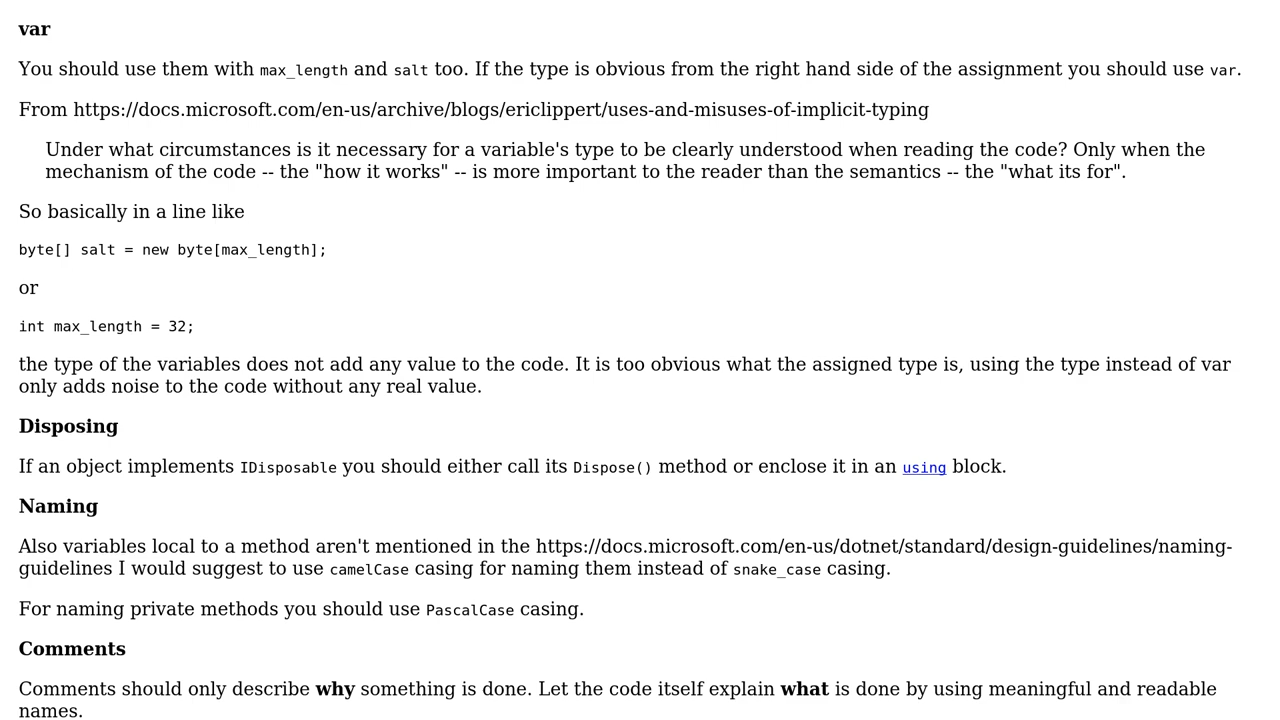 var
You should use them with max_length and salt too. If the type is obvious from the right hand side of the assignment you should use var.
From https://docs.microsoft.com/en-us/archive/blogs/ericlippert/uses-and-misuses-of-implicit-typing
Under what circumstances is it necessary for a variable's type to be clearly understood when reading the code? Only when the
mechanism of the code -- the "how it works" -- is more important to the reader than the semantics -- the "what its for".
So basically in a line like
byte[] salt = new byte[max_length];
or
int max_length = 32;
the type of the variables does not add any value to the code. It is too obvious what the assigned type is, using the type instead of var
only adds noise to the code without any real value.
Disposing
If an object implements IDisposable you should either call its Dispose() method or enclose it in an using block.
Naming
Also variables local to a method aren't mentioned in the https://docs.microsoft.com/en-us/dotnet/standard/design-guidelines/naming-
guidelines I would suggest to use camelCase casing for naming them instead of snake_case casing.
For naming private methods you should use PascalCase casing.
Comments
Comments should only describe why something is done. Let the code itself explain what is done by using meaningful and readable
names.